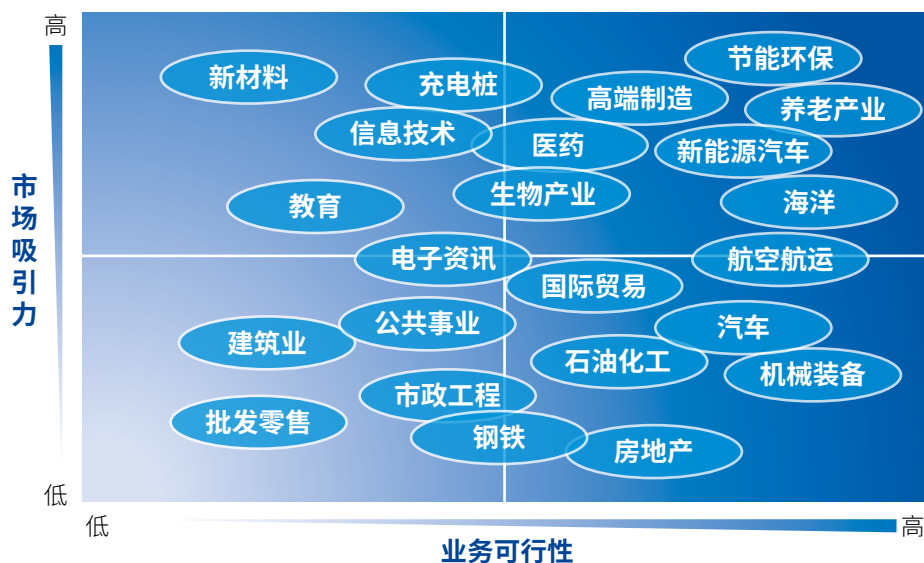 高
节能环保
新材料
充电桩
高端制造
养老产业
信息技术
医药
新能源汽车
生物产业
教育
海洋
市场吸引力
电子资讯
航空航运
国际贸易
公共事业
汽车
建筑业
石油化工
机械装备
市政工程
批发零售
钢铁
房地产
低
低
高
业务可行性